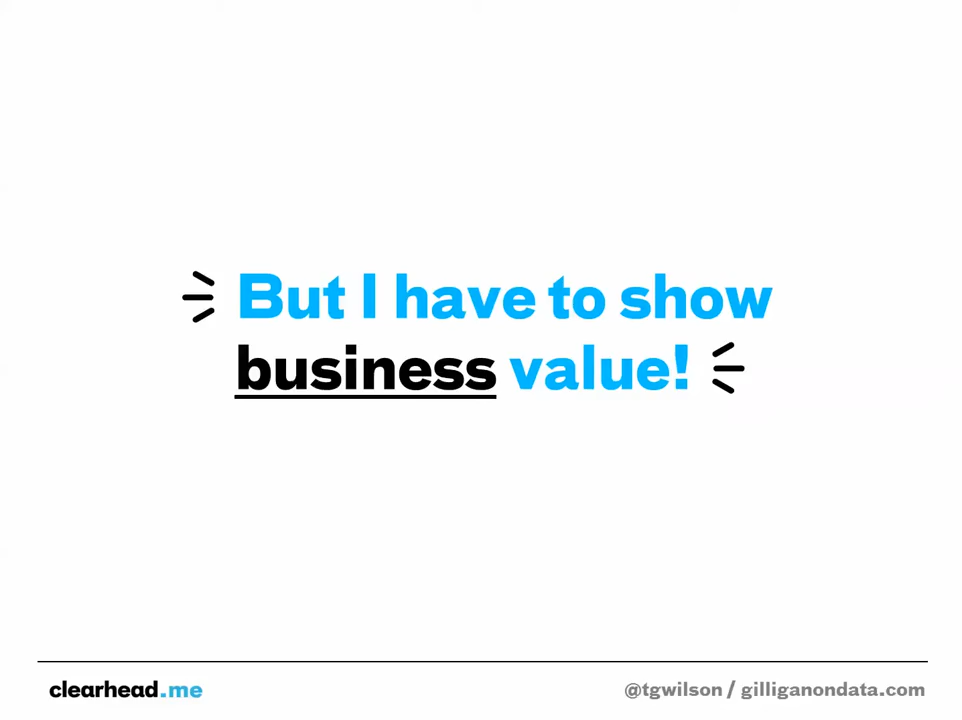 But I have to show
business value!
clearhead.me
@tgwilson / gilliganondata.com